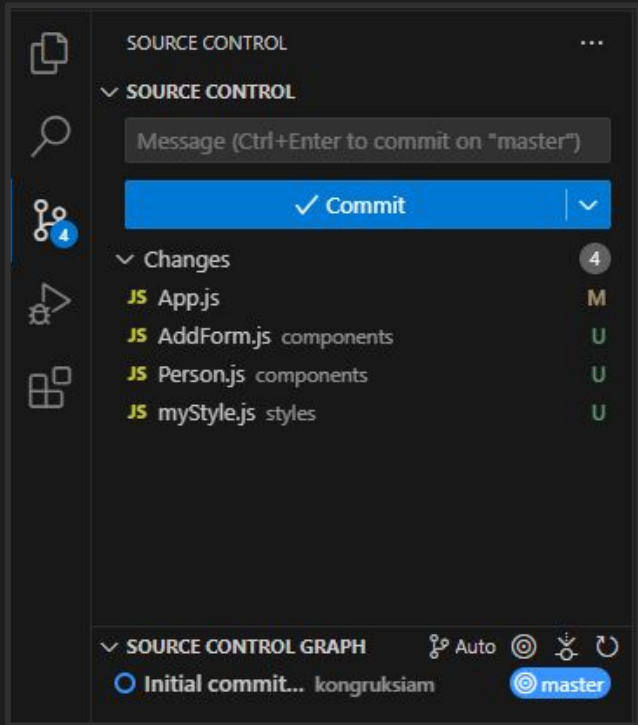 SOURCE CONTROL ...
SOURCE CONTROL
Message (Ctrl+Enter to commit on "master")
Commit
4
Changes 4
JS App.js M
JS AddForm.js components U
JS Person.js components U
JS myStyle.js styles U
SOURCE CONTROL GRAPH Auto
Initial commit... kongruksiam master